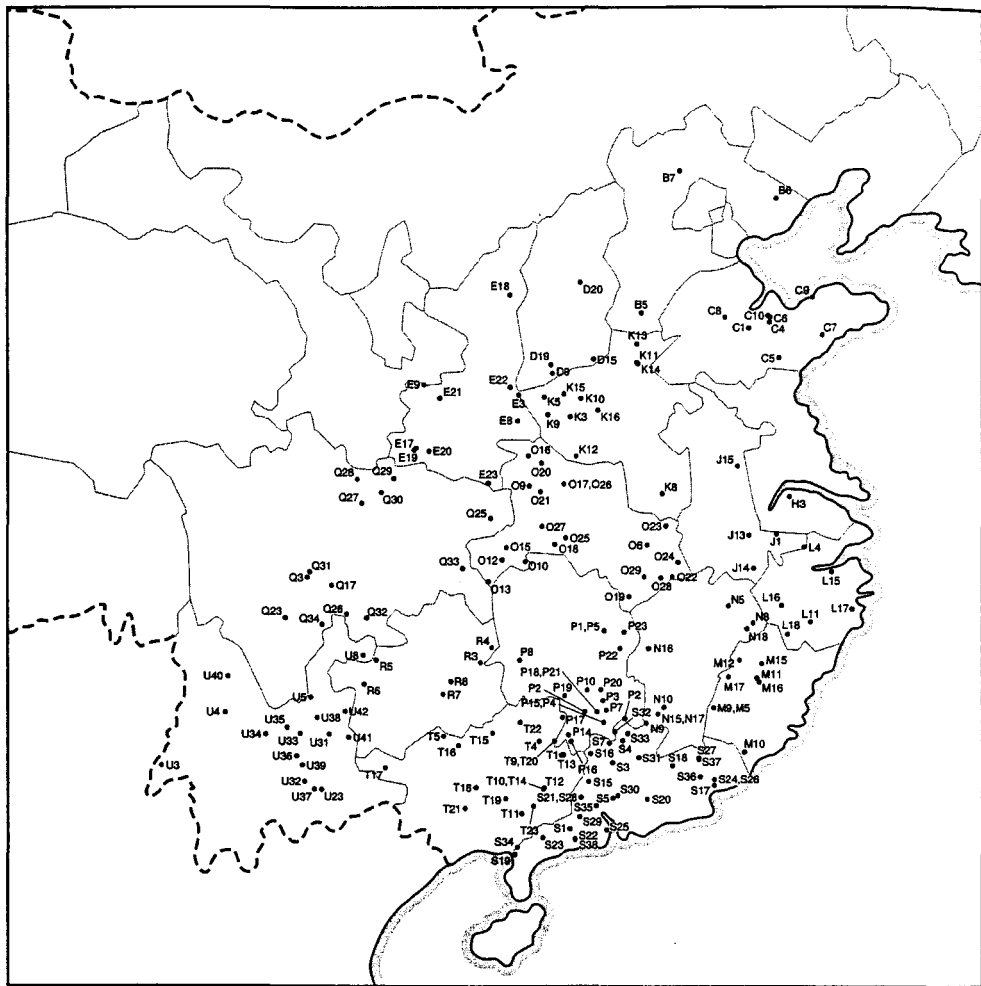 B7
B6
E18
D20
C9
B5
C8
C10
C6
C1
C4
C7
K13
D19
D15
K11
C5
D9
K14
E9
E22
K15
E21
E3
K5
K10
E8
K9
K3
K16
E17
E19
E20
O16
K12
J15
O20
Q28
Q29
E23
O9
O17,O26
Q30
O21
K8
H3
Q27
Q25
O27
O23
O25
J13
J1
O15
O18
O6
L4
O12
O24
Q33
O10
J14
Q31
Q3
O29
O22
L15
Q17
O13
O28
O19
N5
L16
L17
Q26
Q23
Q32
Q34
P1,P5
P23
N8
L11
N18
L18
R4
P22
N16
U8
R5
R3
P8
M12
M15
P18,P21
U40
R8
M11
R6
M17
M16
R7
P2
P19
P10
P20
P2
U5
P15,P4
P3
N10
M9,M5
U4
U42
P7
S32
U38
T22
P17
N15,N17
N9
U35
P14
U34
U33
U31
U41
T5
T15
T4
S33
S7
S4
T16
T9,T20
S27
M10
U36
T1
T13
S16
S31
S37
U3
U39
S3
S18
T17
P16
U32
T10,T14
T12
S15
S36
S24,S26
U37
U23
T18
S17
T19
S21,S28
S5
S30
S20
T21
S35
T11
S29
T23
S1
S22
S25
S34
S23
S38
S19